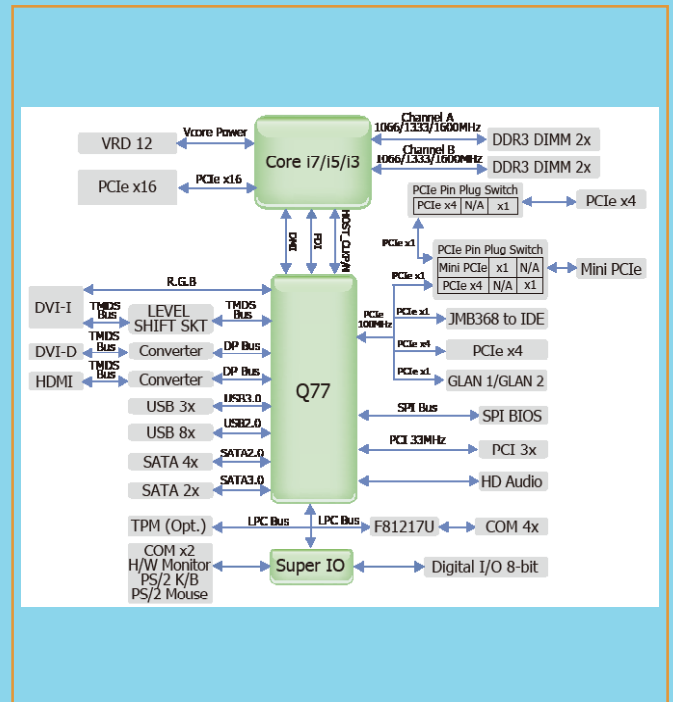 Channel A
1066/1333/1600MHz
Vcore Power
VRD 12
Core i7/i5/i3
DDR3 DIMM 2x
Channel B
1066/1333/1600MHz
DDR3 DIMM 2x
PCIe x16
PCIe x16
PCIe Pin Plug Switch
PCIe x4 N/A x1
PCIe x4
DMI
FDI
HOST_CLKP/N
PCIe x1
PCIe Pin Plug Switch
Mini PCIe x1 N/A
PCIe x4 N/A x1
Mini PCIe
PCIe x1
R.G.B
DVI-I
TMDS
Bus
LEVEL
SHIFT SKT
TMDS
Bus
PCIe
100MHz
PCIe x1
JMB368 to IDE
DVI-D
TMDS
Bus
Converter
DP Bus
PCIe x4
PCIe x4
HDMI
TMDS
Bus
Converter
DP Bus
Q77
PCIe x1
GLAN 1/GLAN 2
USB 3x
USB3.0
SPI Bus
SPI BIOS
USB 8x
USB2.0
PCI 33MHz
PCI 3x
SATA 4x
SATA2.0
HD Audio
SATA 2x
SATA3.0
TPM (Opt.)
LPC Bus
LPC Bus
F81217U
COM 4x
COM x2
H/W Monitor
PS/2 K/B
PS/2 Mouse
Super IO
Digital I/O 8-bit